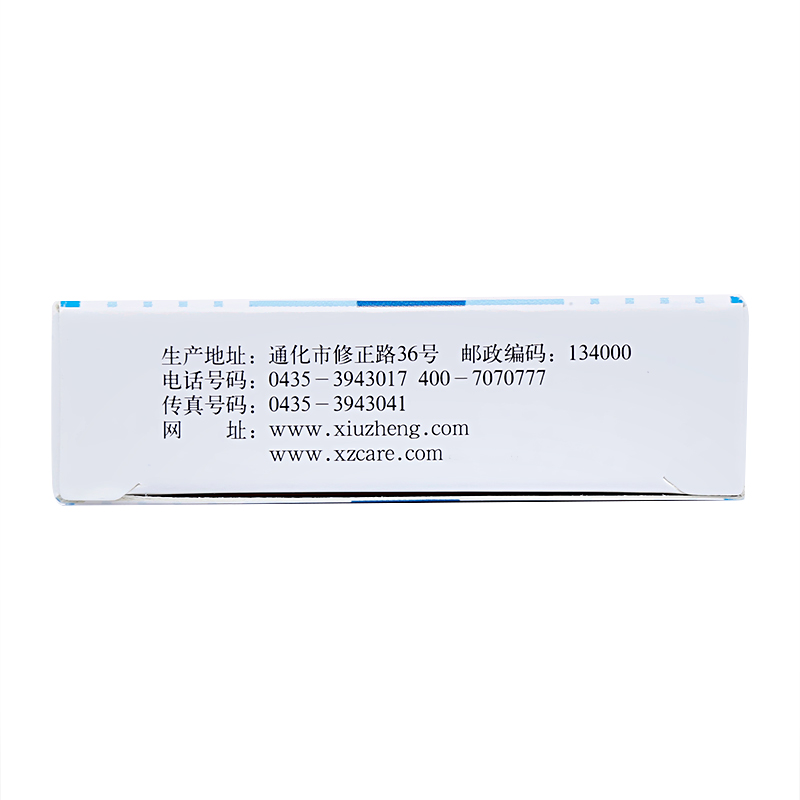 生产地址：通化市修正路36号　邮政编码：134000
电话号码：0435－3943017 400－7070777
传真号码：0435－3943041
网　　址：www.xiuzheng.com
www.xzcare.com